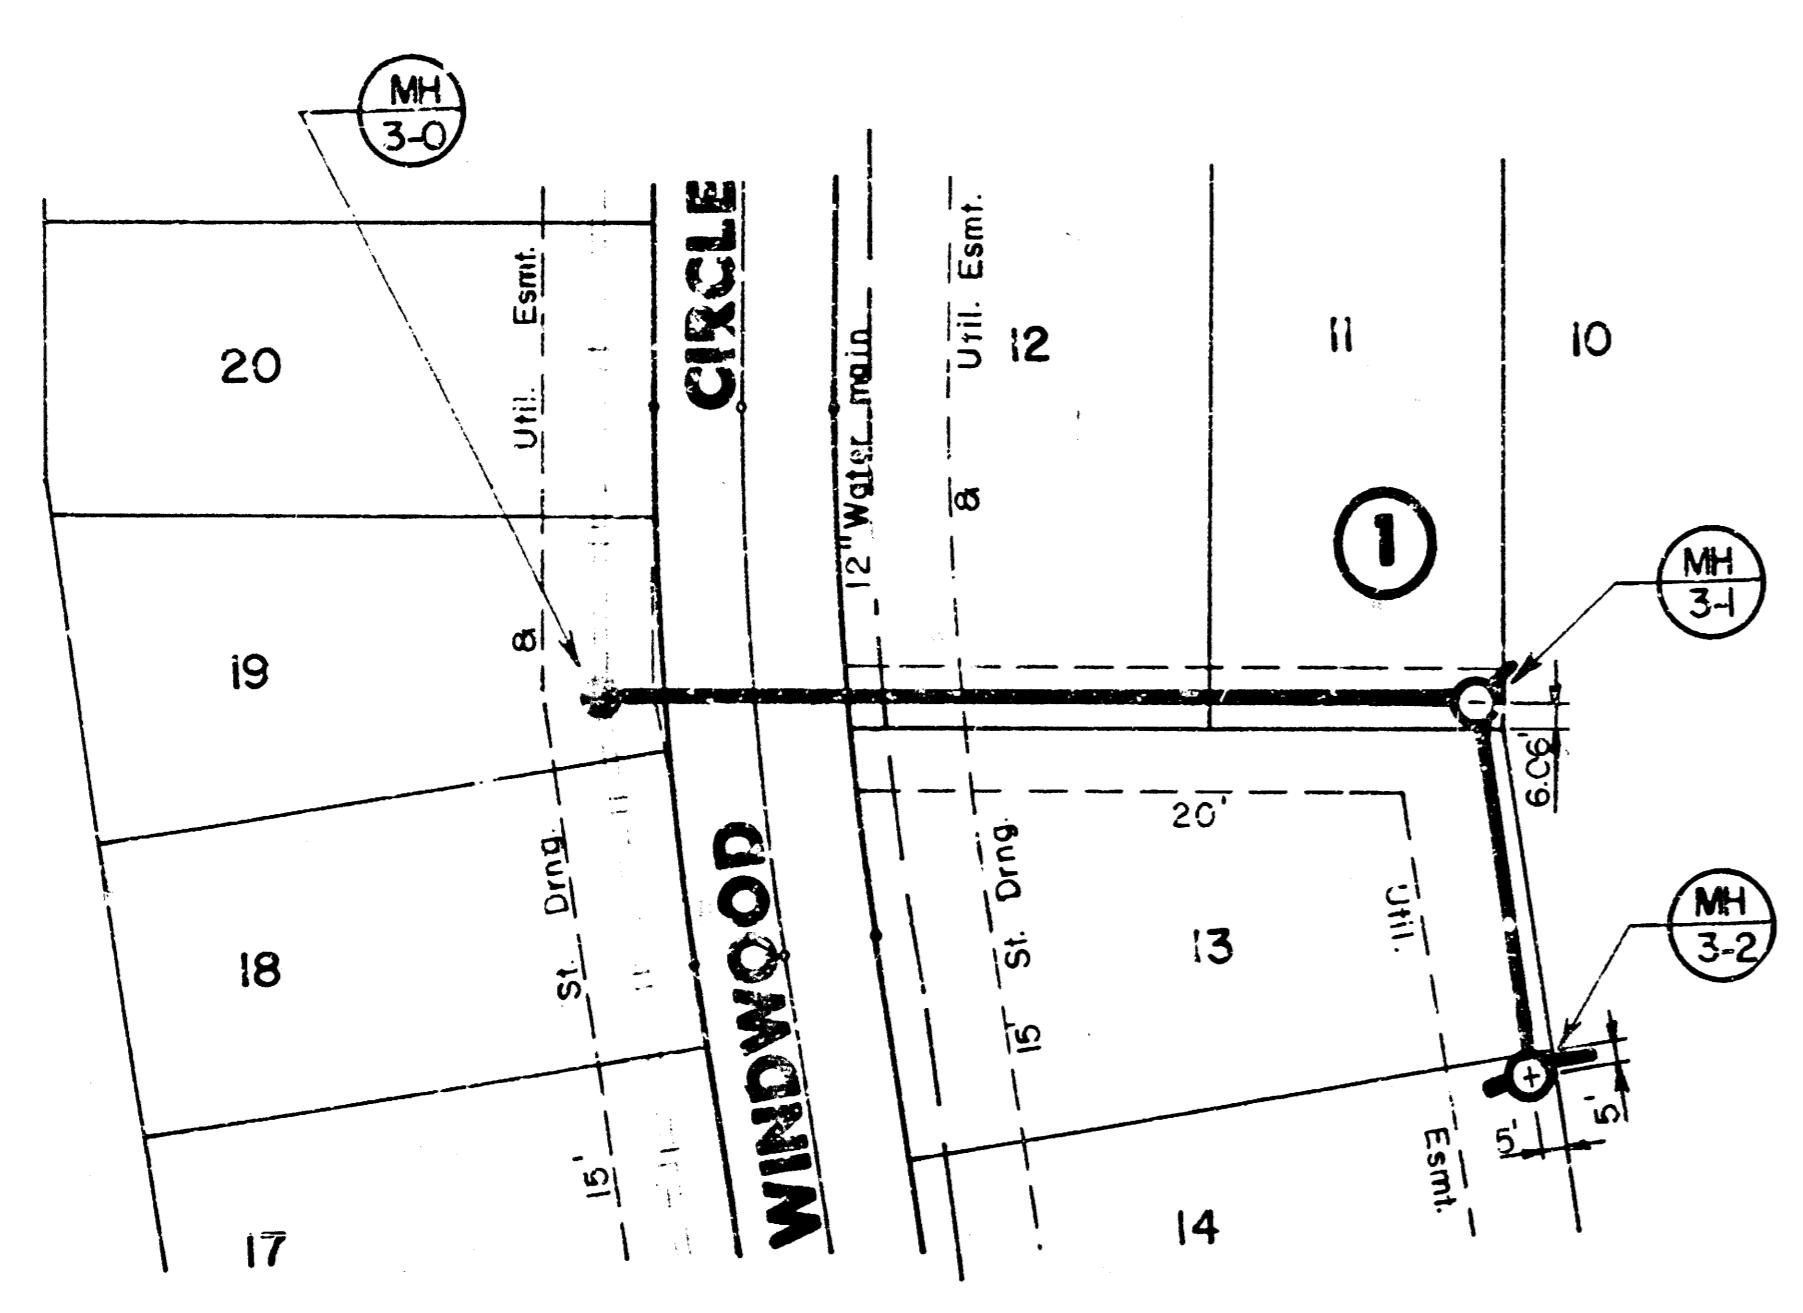 MH
3-0
20
19
18
17
Util. Esmt.
&
St. Drng.
15'
WINDWOOD CIRCLE
12" Water main
Util. Esmt.
&
St. Drng.
15'
12
11
10
1
MH
3-1
6.06'
20'
13
Util.
Esmt.
MH
3-2
5'
5'
14